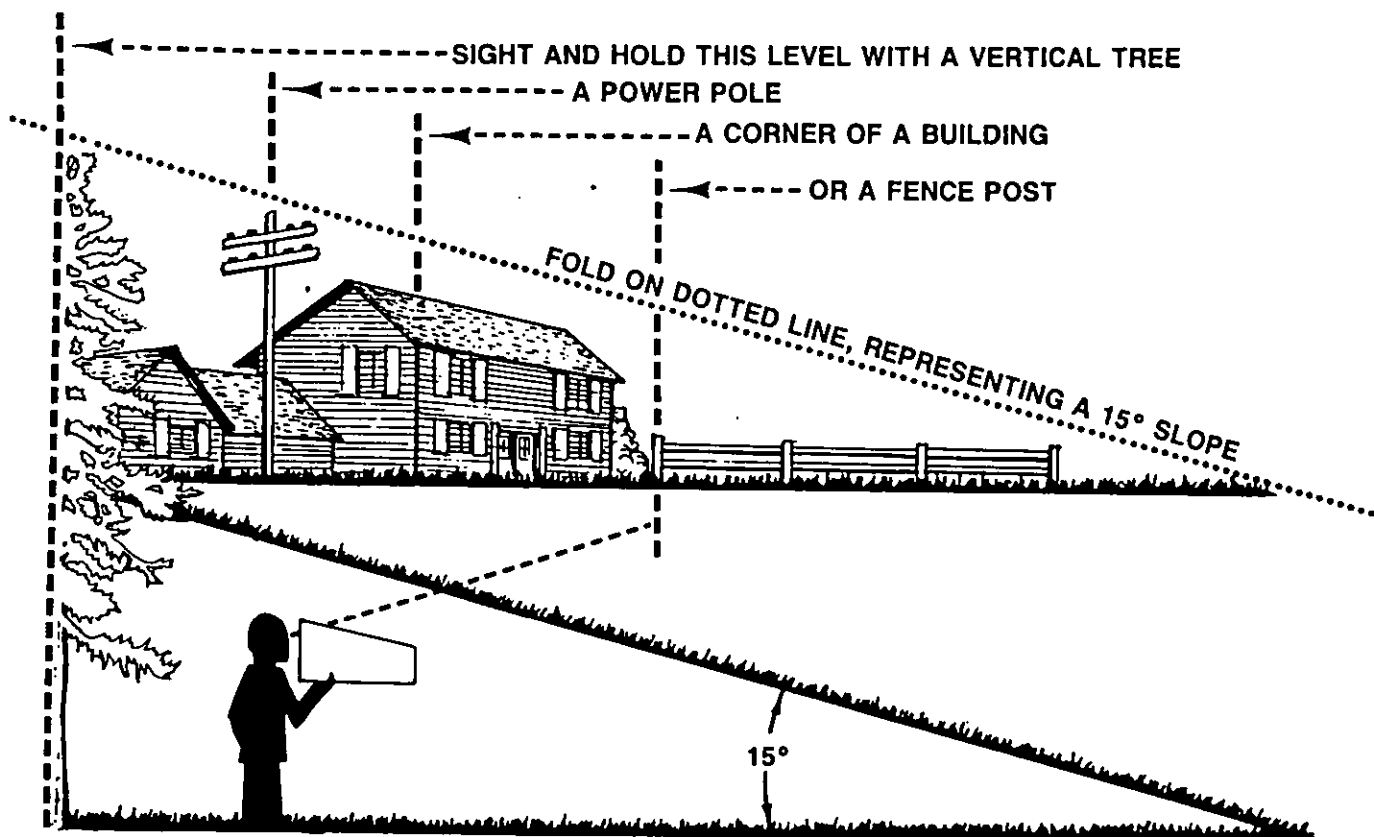 SIGHT AND HOLD THIS LEVEL WITH A VERTICAL TREE
A POWER POLE
A CORNER OF A BUILDING
OR A FENCE POST
FOLD ON DOTTED LINE, REPRESENTING A 15° SLOPE
15°